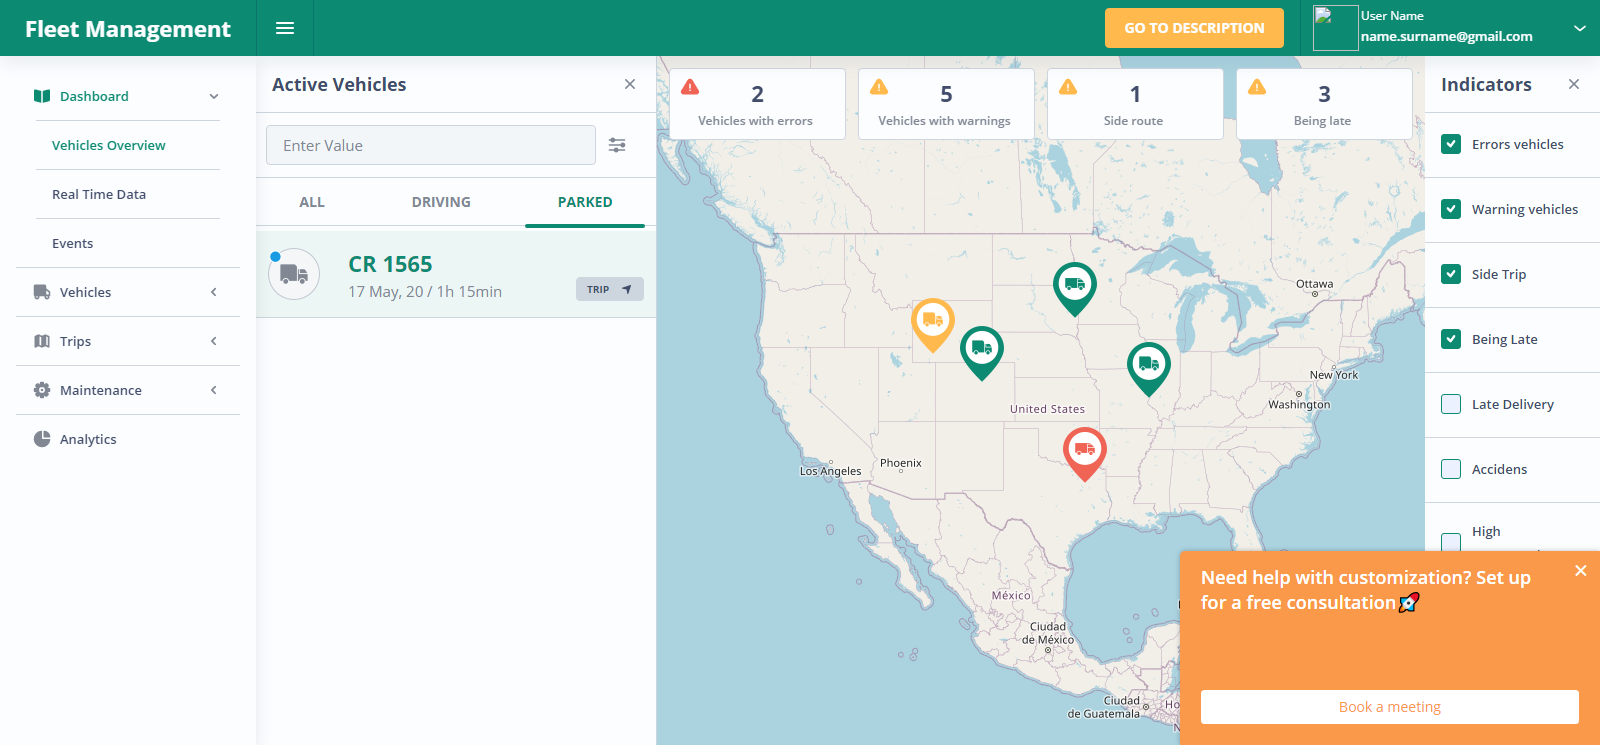 Fleet Management
GO TO DESCRIPTION
User Name
name.surname@gmail.com
Dashboard
Vehicles Overview
Real Time Data
Events
Vehicles
Trips
Maintenance
Analytics
Active Vehicles
Enter Value
ALL
DRIVING
PARKED
CR 1565
17 May, 20 / 1h 15min
TRIP
2
Vehicles with errors
5
Vehicles with warnings
1
Side route
3
Being late
Ottawa
New York
Washington
United States
Phoenix
Los Angeles
México
Ciudad
de México
Ciudad
de Guatemala
Ho
Indicators
Errors vehicles
Warning vehicles
Side Trip
Being Late
Late Delivery
Accidens
High
Need help with customization? Set up
for a free consultation🚀
Book a meeting